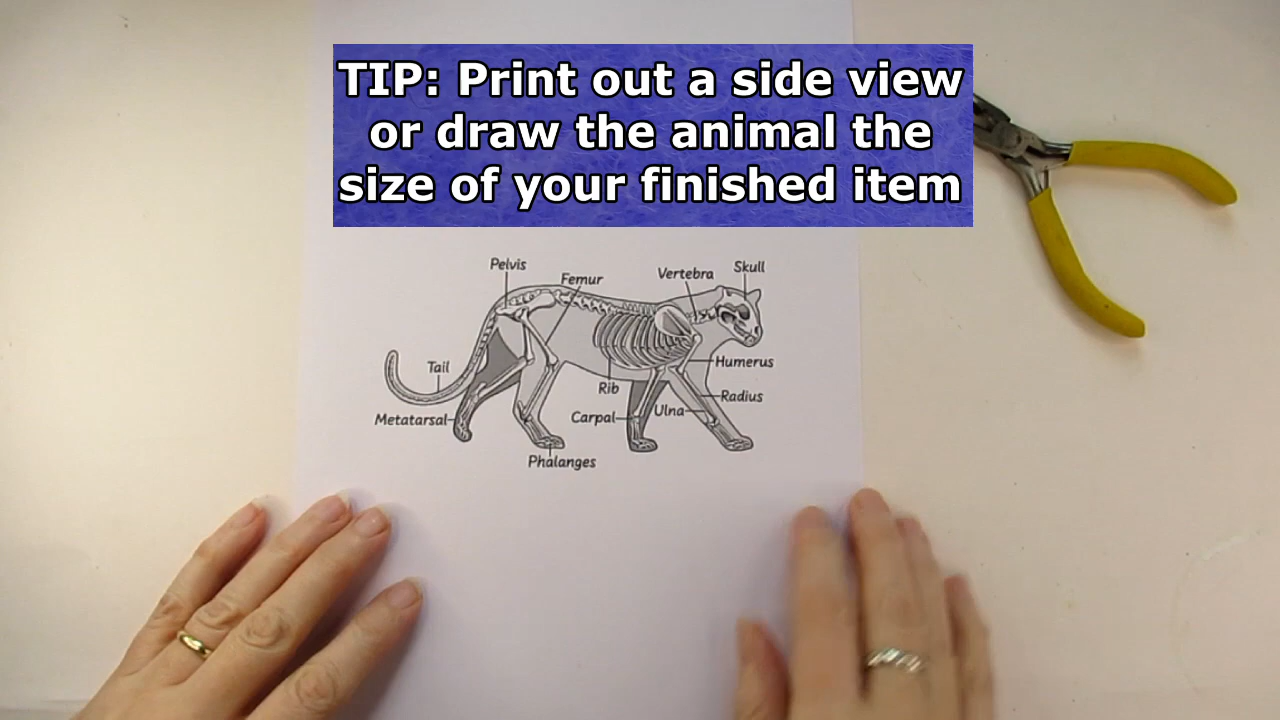 TIP: Print out a side view
or draw the animal the
size of your finished item
Pelvis
Femur
Vertebra
Skull
Tail
Humerus
Rib
Radius
Metatarsal
Carpal
Ulna
Phalanges